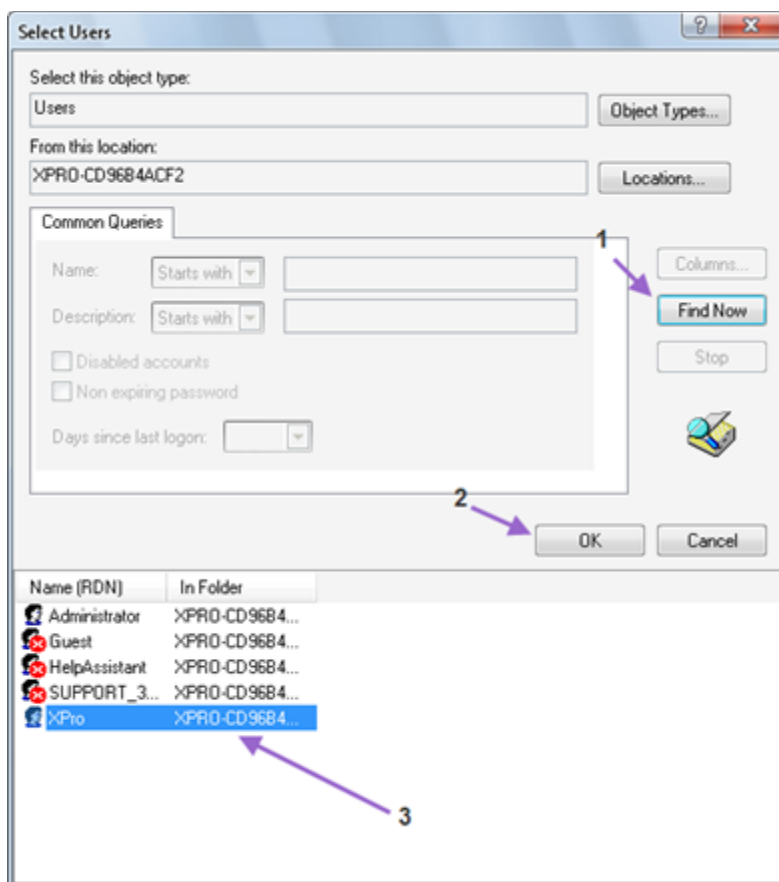 Select Users
Select this object type:
Users
Object Types...
From this location:
XPRO-CD96B4ACF2
Locations...
Common Queries
1
Name:
Starts with
Columns...
Description:
Starts with
Find Now
Disabled accounts
Stop
Non expiring password
Days since last logon:
2
OK
Cancel
Name (RDN)
In Folder
Administrator XPRO-CD96B4...
Guest XPRO-CD96B4...
HelpAssistant XPRO-CD96B4...
SUPPORT_3... XPRO-CD96B4...
XPro XPRO-CD96B4...
3